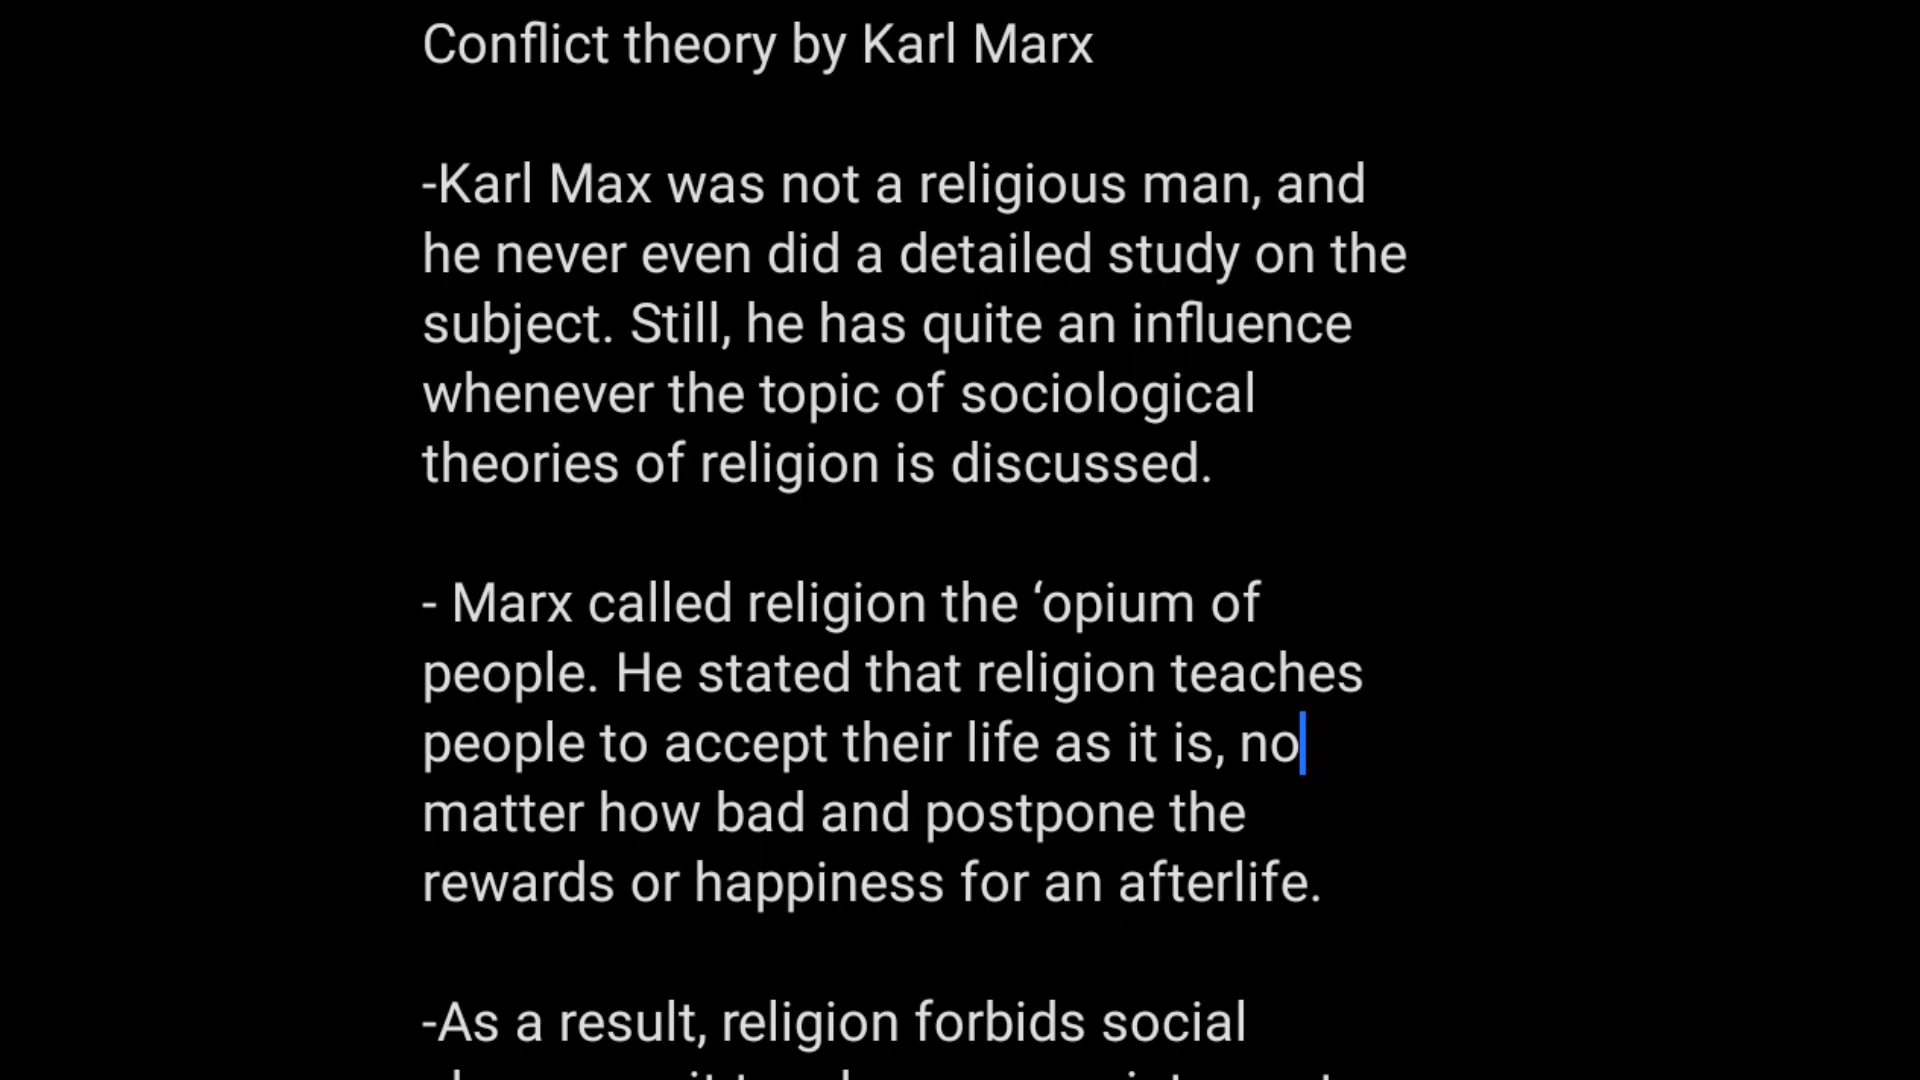 Conflict theory by Karl Marx
-Karl Max was not a religious man, and
he never even did a detailed study on the
subject. Still, he has quite an influence
whenever the topic of sociological
theories of religion is discussed.
- Marx called religion the ‘opium of
people. He stated that religion teaches
people to accept their life as it is, no
matter how bad and postpone the
rewards or happiness for an afterlife.
-As a result, religion forbids social